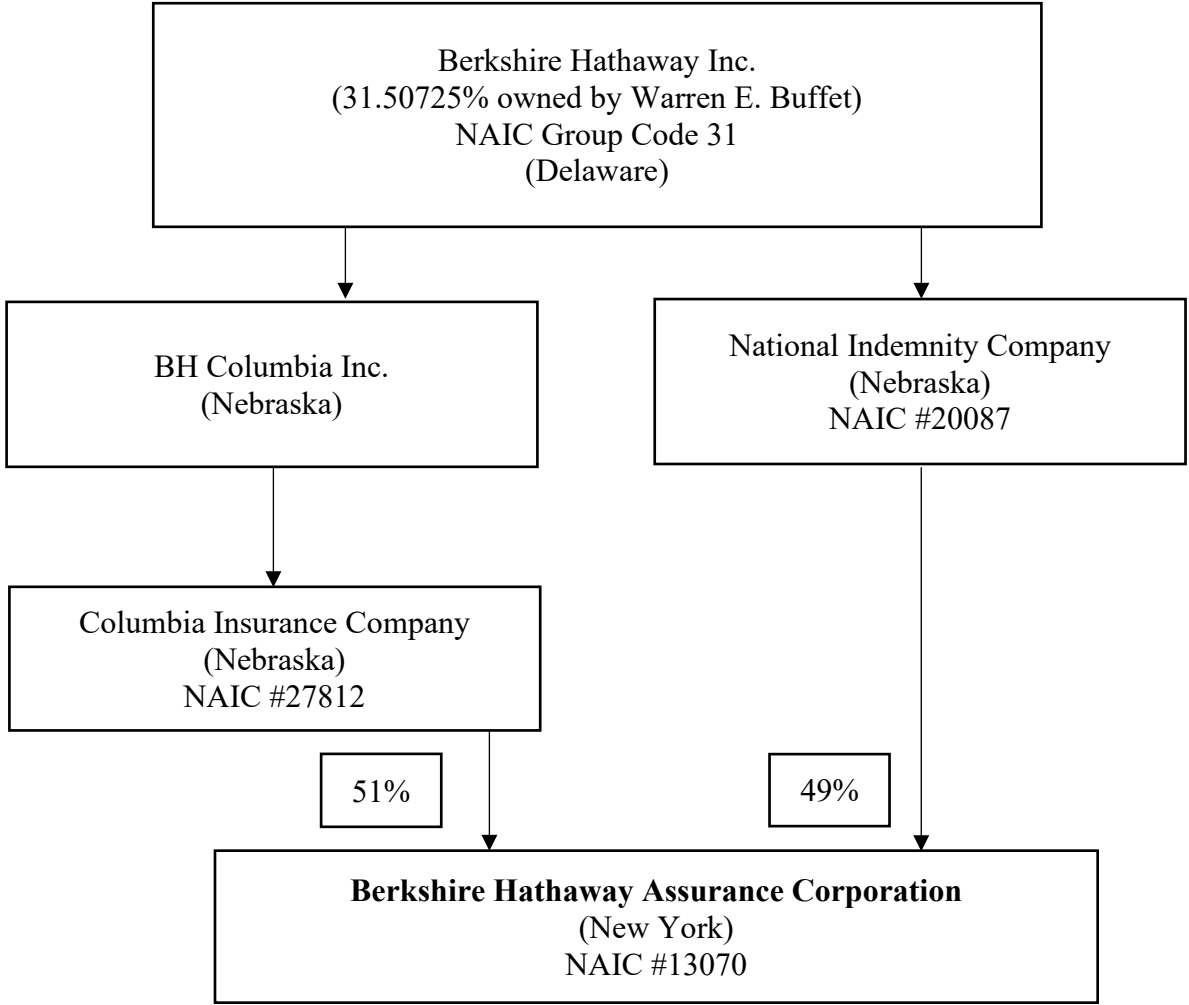 Berkshire Hathaway Inc.
(31.50725% owned by Warren E. Buffet)
NAIC Group Code 31
(Delaware)
BH Columbia Inc.
(Nebraska)
National Indemnity Company
(Nebraska)
NAIC #20087
Columbia Insurance Company
(Nebraska)
NAIC #27812
51%
49%
Berkshire Hathaway Assurance Corporation
(New York)
NAIC #13070